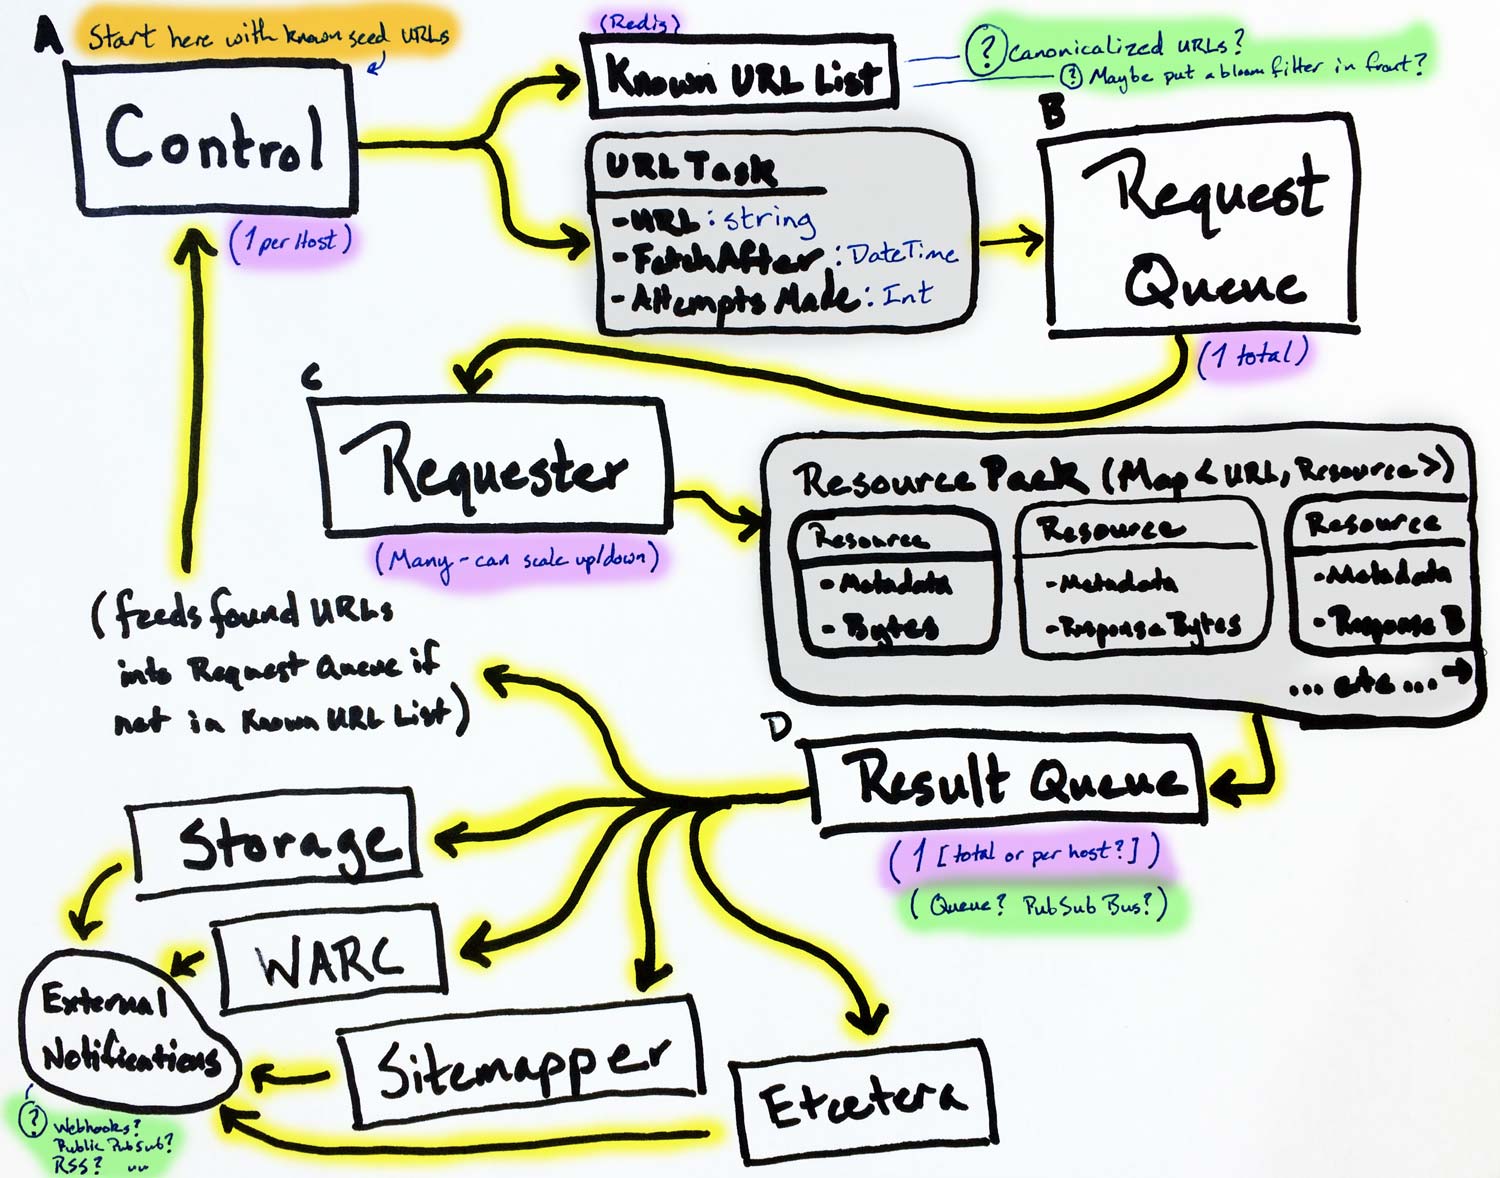 A
Start here with known seed URLs
Control
(1 per Host)
(Redis)
Known URL List
? Canonicalized URLs?
? Maybe put a bloom filter in front?
URL Task
- URL : string
- FetchAfter : DateTime
- Attempts Made : Int
B
Request
Queue
(1 total)
C
Requester
(Many - can scale up/down)
Resource Pack (Map < URL, Resource >)
Resource
- Metadata
- Bytes
Resource
- Metadata
- Response Bytes
Resource
- Metadata
- Response B
... etc ...
D
Result Queue
(1 [total or per host?])
(Queue? PubSub Bus?)
(feeds found URLs
into Request Queue if
not in Known URL List)
Storage
WARC
Sitemapper
Etcetera
External
Notifications
? Webhooks?
Public PubSub?
RSS?